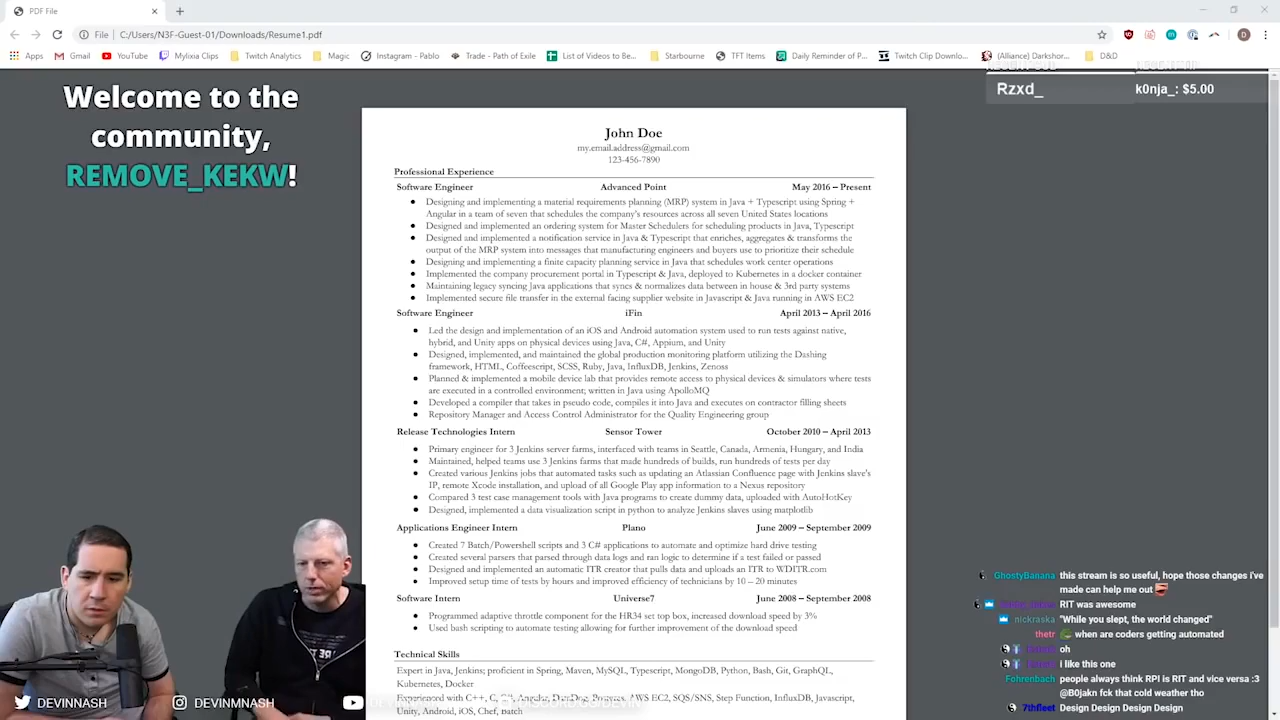 PDF File
File | C:/Users/N3F-Guest-01/Downloads/Resume1.pdf
Apps Gmail YouTube Mylixia Clips Twitch Analytics Magic Instagram - Pablo Trade - Path of Exile List of Videos to Be... Starbourne TFT Items Daily Reminder of P... Twitch Clip Downlo... (Alliance) Darkshor... D&D
Welcome to the
community,
REMOVE_KEKW!
Rzxd_
k0nja_: $5.00
John Doe
my.email.address@gmail.com
123-456-7890
Professional Experience
Software Engineer Advanced Point May 2016 – Present
● Designing and implementing a material requirements planning (MRP) system in Java + Typescript using Spring +
Angular in a team of seven that schedules the company's resources across all seven United States locations
● Designed and implemented an ordering system for Master Schedulers for scheduling products in Java, Typescript
● Designed and implemented a notification service in Java & Typescript that enriches, aggregates & transforms the
output of the MRP system into messages that manufacturing engineers and buyers use to prioritize their schedule
● Designing and implementing a finite capacity planning service in Java that schedules work center operations
● Implemented the company procurement portal in Typescript & Java, deployed to Kubernetes in a docker container
● Maintaining legacy syncing Java applications that syncs & normalizes data between in house & 3rd party systems
● Implemented secure file transfer in the external facing supplier website in Javascript & Java running in AWS EC2
Software Engineer iFin April 2013 – April 2016
● Led the design and implementation of an iOS and Android automation system used to run tests against native,
hybrid, and Unity apps on physical devices using Java, C#, Appium, and Unity
● Designed, implemented, and maintained the global production monitoring platform utilizing the Dashing
framework, HTML, Coffeescript, SCSS, Ruby, Java, InfluxDB, Jenkins, Zenoss
● Planned & implemented a mobile device lab that provides remote access to physical devices & simulators where tests
are executed in a controlled environment; written in Java using ApolloMQ
● Developed a compiler that takes in pseudo code, compiles it into Java and executes on contractor filling sheets
● Repository Manager and Access Control Administrator for the Quality Engineering group
Release Technologies Intern Sensor Tower October 2010 – April 2013
● Primary engineer for 3 Jenkins server farms, interfaced with teams in Seattle, Canada, Armenia, Hungary, and India
● Maintained, helped teams use 3 Jenkins farms that made hundreds of builds, run hundreds of tests per day
● Created various Jenkins jobs that automated tasks such as updating an Atlassian Confluence page with Jenkins slave's
IP, remote Xcode installation, and upload of all Google Play app information to a Nexus repository
● Compared 3 test case management tools with Java programs to create dummy data, uploaded with AutoHotKey
● Designed, implemented a data visualization script in python to analyze Jenkins slaves using matplotlib
Applications Engineer Intern Plano June 2009 – September 2009
● Created 7 Batch/Powershell scripts and 3 C# applications to automate and optimize hard drive testing
● Created several parsers that parsed through data logs and ran logic to determine if a test failed or passed
● Designed and implemented an automatic ITR creator that pulls data and uploads an ITR to WDITR.com
● Improved setup time of tests by hours and improved efficiency of technicians by 10 – 20 minutes
Software Intern Universe7 June 2008 – September 2008
● Programmed adaptive throttle component for the HR34 set top box, increased download speed by 3%
● Used bash scripting to automate testing allowing for further improvement of the download speed
Technical Skills
Expert in Java, Jenkins; proficient in Spring, Maven, MySQL, Typescript, MongoDB, Python, Bash, Git, GraphQL,
Kubernetes, Docker
Experienced with C++, C, Angular, AWS EC2, SQS/SNS, Step Function, InfluxDB, Javascript,
Unity, Android, iOS, Chef, Batch
GhostyBanana this stream is so useful, hope those changes i've
made can help me out
RIT was awesome
nickraska "While you slept, the world changed"
thetr when are coders getting automated
oh
i like this one
Fohrenbach people always think RPI is RIT and vice versa :3
@B0jakn fck that cold weather tho
7thfleet Design Design Design Design
DEVINNASH DEVINMNASH